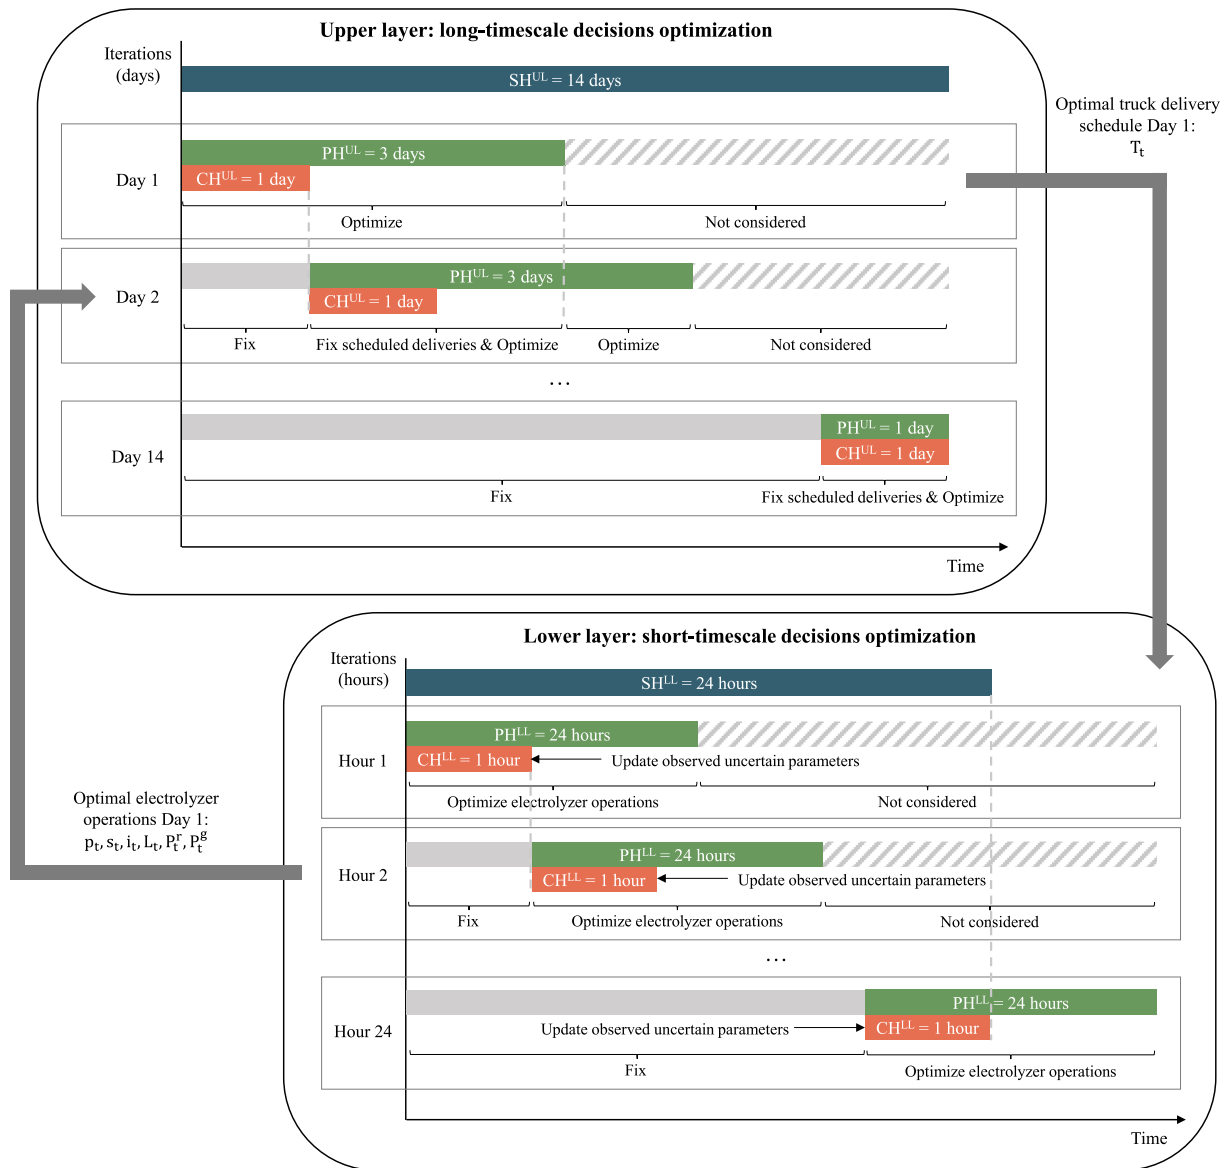 Upper layer: long-timescale decisions optimization
Iterations
(days)
SH^UL = 14 days
Optimal truck delivery
schedule Day 1:
T_t
Day 1
PH^UL = 3 days
CH^UL = 1 day
Optimize
Not considered
Day 2
PH^UL = 3 days
CH^UL = 1 day
Fix
Fix scheduled deliveries & Optimize
Optimize
Not considered
...
Day 14
PH^UL = 1 day
CH^UL = 1 day
Fix
Fix scheduled deliveries & Optimize
Time
Lower layer: short-timescale decisions optimization
Iterations
(hours)
SH^LL = 24 hours
Hour 1
PH^LL = 24 hours
CH^LL = 1 hour
Update observed uncertain parameters
Optimize electrolyzer operations
Not considered
Optimal electrolyzer
operations Day 1:
p_t, s_t, i_t, L_t, P_t^r, P_t^g
Hour 2
PH^LL = 24 hours
CH^LL = 1 hour
Update observed uncertain parameters
Fix
Optimize electrolyzer operations
Not considered
...
Hour 24
PH^LL = 24 hours
Update observed uncertain parameters
CH^LL = 1 hour
Fix
Optimize electrolyzer operations
Time